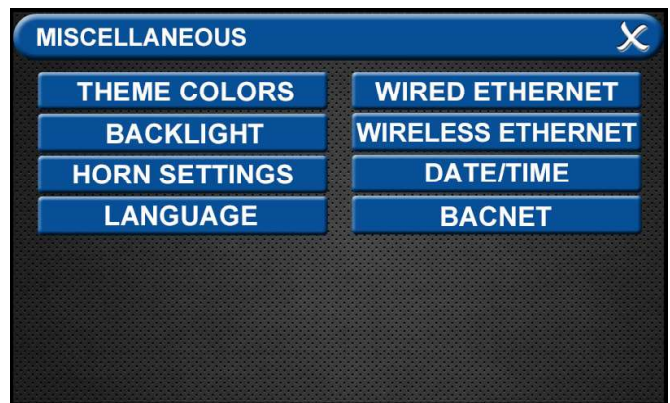 MISCELLANEOUS
THEME COLORS
WIRED ETHERNET
BACKLIGHT
WIRELESS ETHERNET
HORN SETTINGS
DATE/TIME
LANGUAGE
BACNET